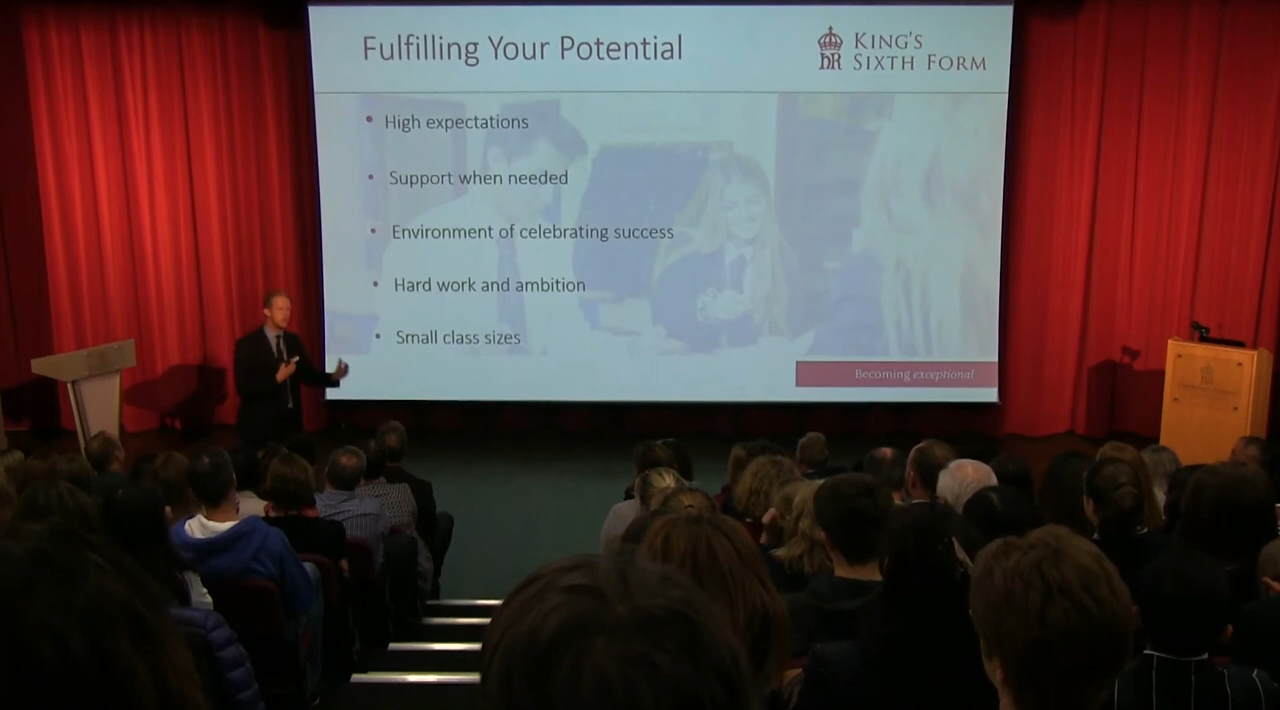 Fulfilling Your Potential
KING'S
SIXTH FORM
• High expectations
• Support when needed
• Environment of celebrating success
• Hard work and ambition
• Small class sizes
Becoming exceptional